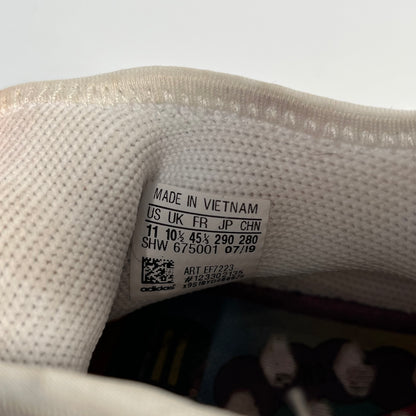 MADE IN VIETNAM
US UK FR JP CHN
11 10½ 45⅓ 290 280
SHW 675001 07/19
ART EF7223
adidas